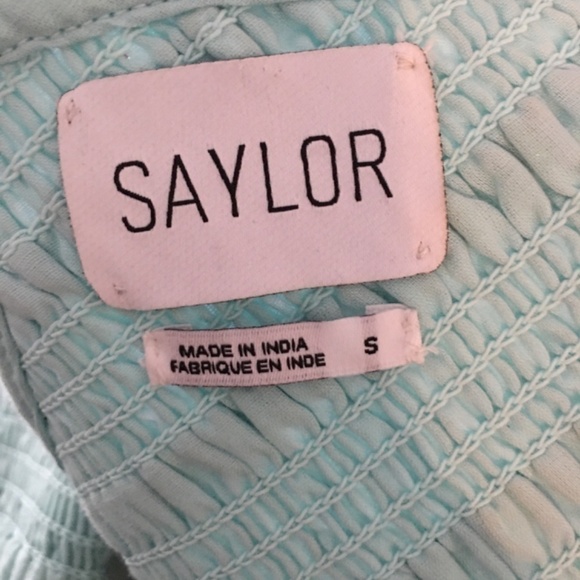 SAYLOR
MADE IN INDIA
FABRIQUE EN INDE
S